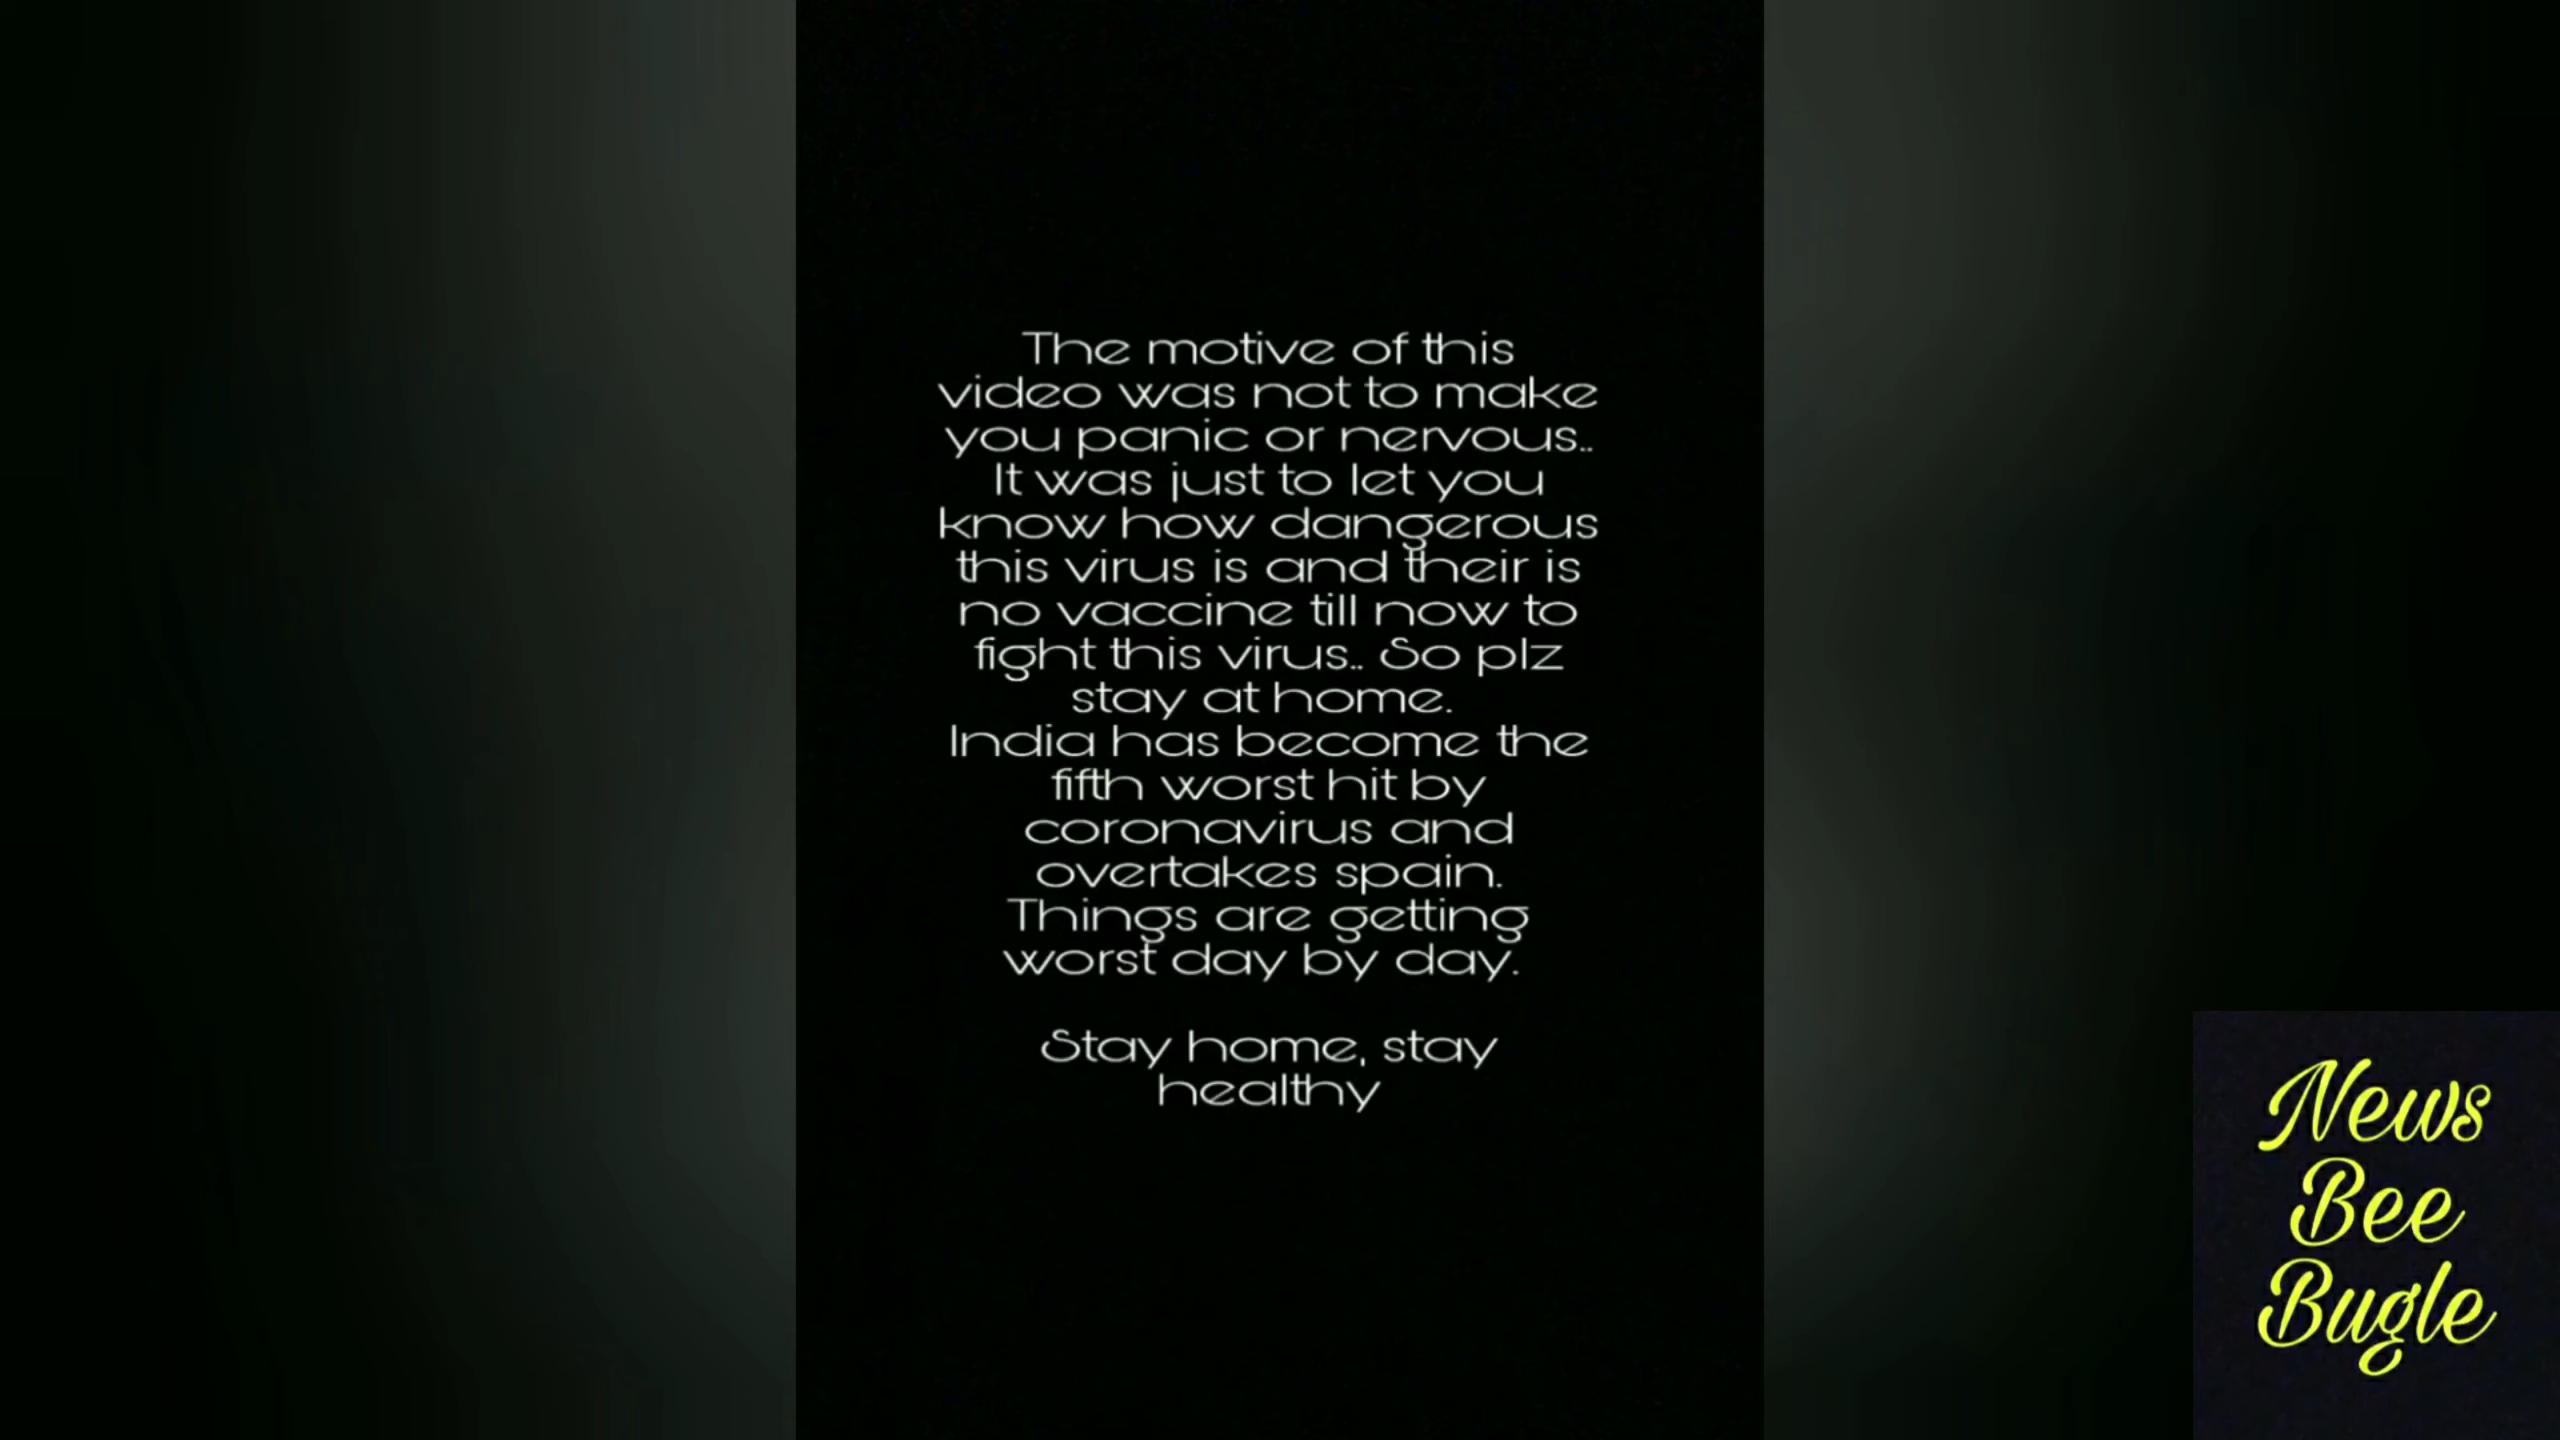 The motive of this
video was not to make
you panic or nervous..
It was just to let you
know how dangerous
this virus is and their is
no vaccine till now to
fight this virus.. So plz
stay at home.
India has become the
fifth worst hit by
coronavirus and
overtakes spain.
Things are getting
worst day by day.
Stay home, stay
healthy
News
Bee
Bugle